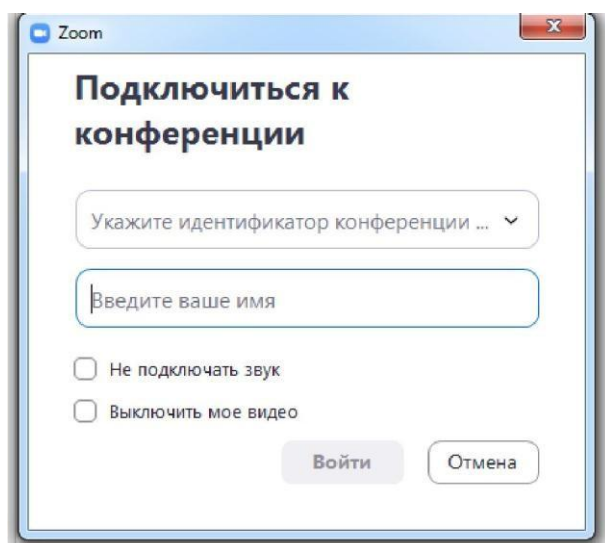 Zoom
Подключиться к
конференции
Укажите идентификатор конференции ...
Введите ваше имя
Не подключать звук
Выключить мое видео
Войти
Отмена